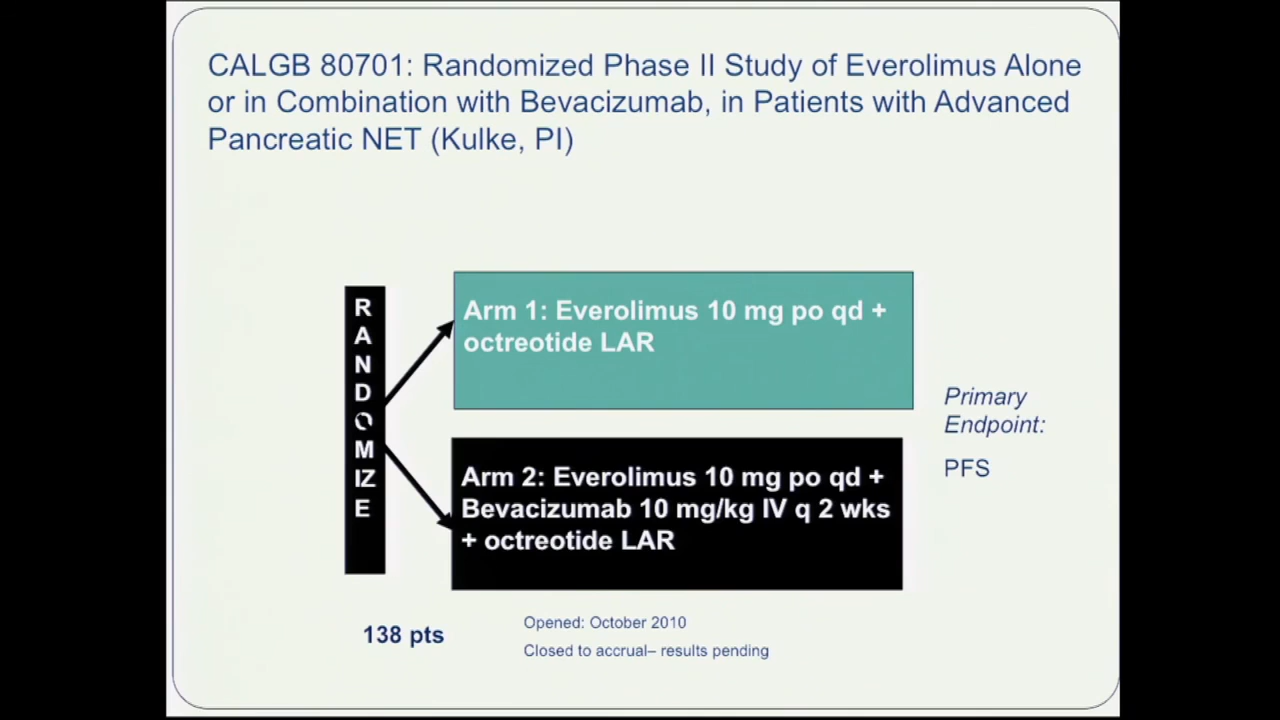 CALGB 80701: Randomized Phase II Study of Everolimus Alone
or in Combination with Bevacizumab, in Patients with Advanced
Pancreatic NET (Kulke, PI)
RANDOMIZE
Arm 1: Everolimus 10 mg po qd +
octreotide LAR
Arm 2: Everolimus 10 mg po qd +
Bevacizumab 10 mg/kg IV q 2 wks
+ octreotide LAR
Primary
Endpoint:
PFS
138 pts
Opened: October 2010
Closed to accrual– results pending